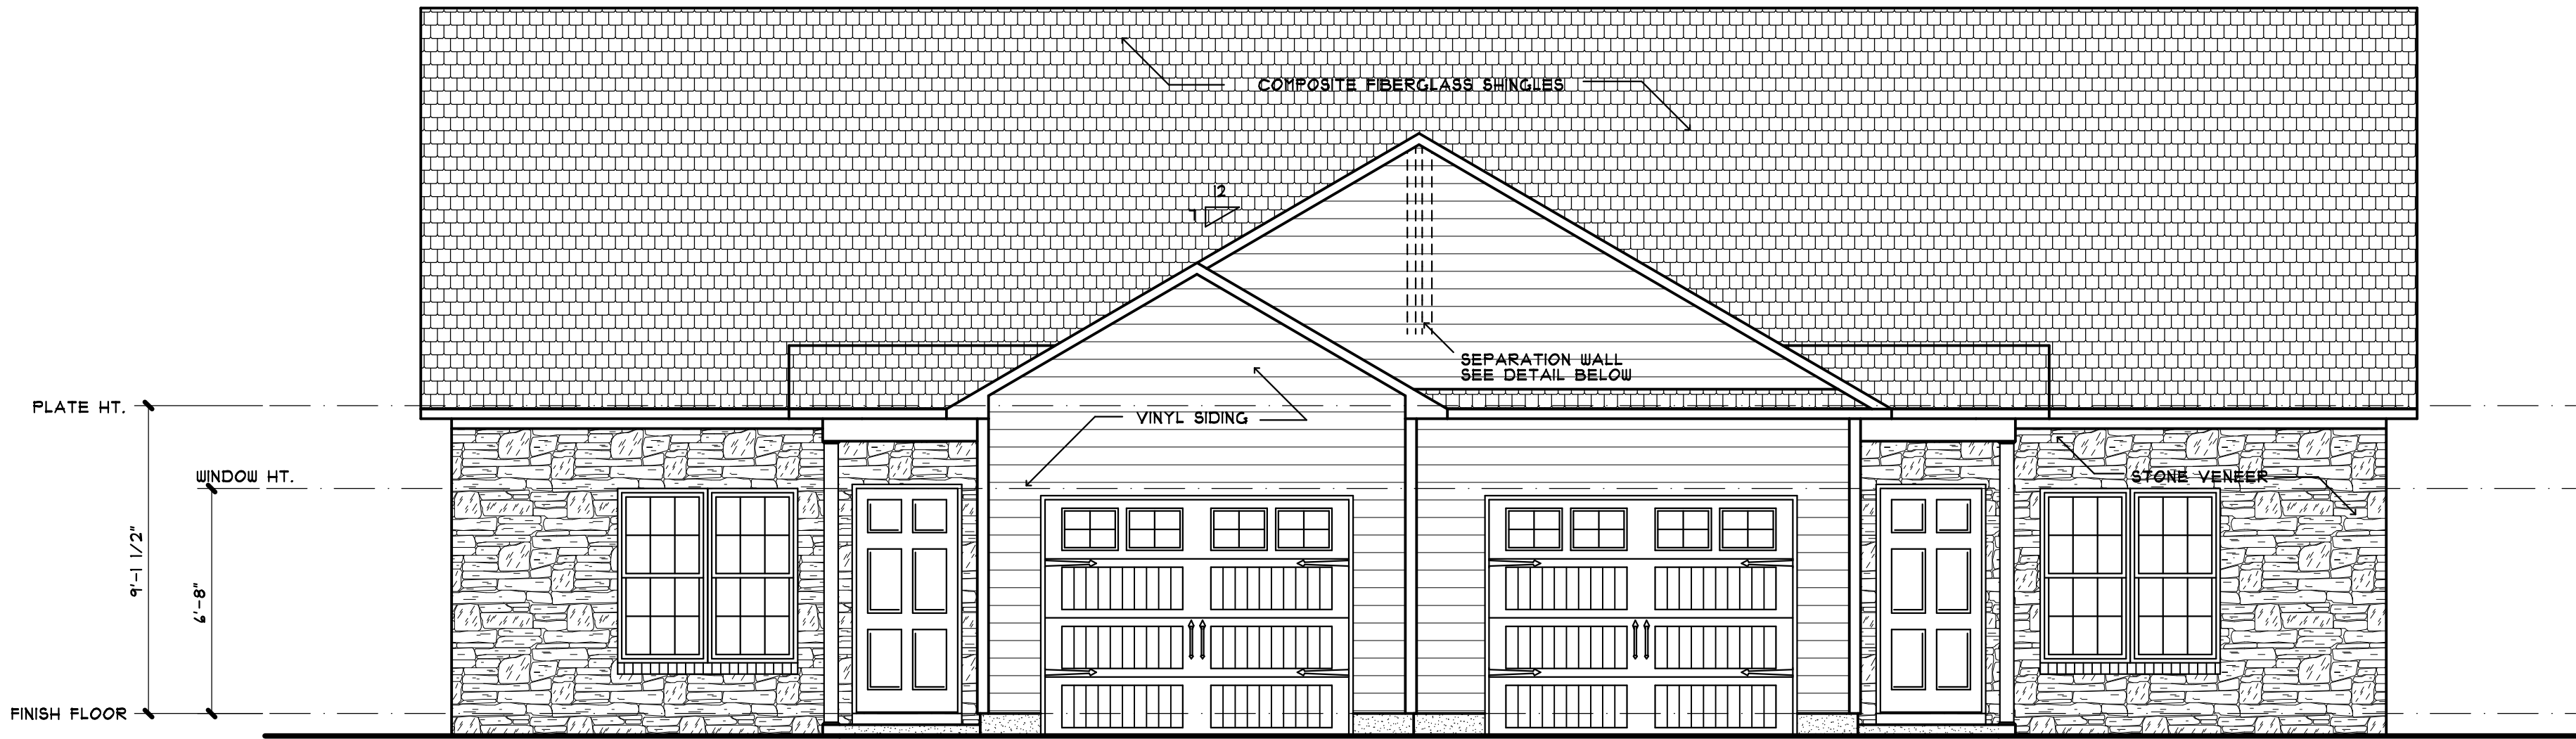 COMPOSITE FIBERGLASS SHINGLES
12
7
SEPARATION WALL
SEE DETAIL BELOW
PLATE HT.
VINYL SIDING
WINDOW HT.
STONE VENEER
9'-1 1/2"
6'-8"
FINISH FLOOR